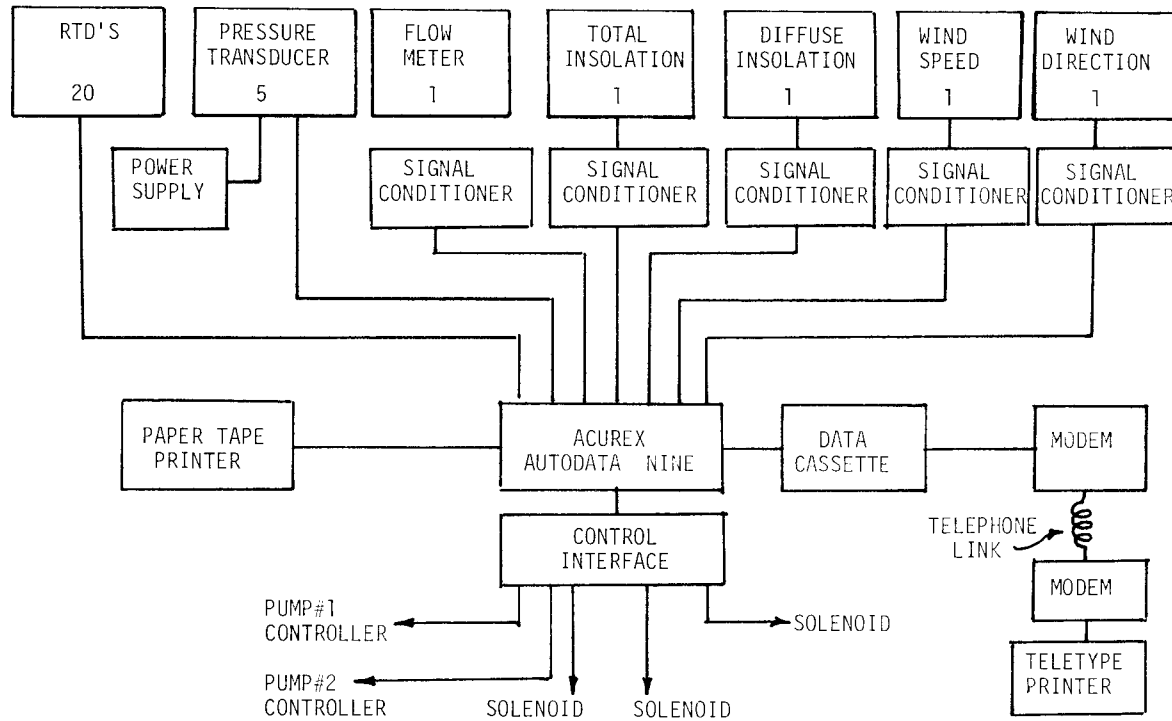 RTD'S
20
PRESSURE
TRANSDUCER
5
FLOW
METER
1
TOTAL
INSOLATION
1
DIFFUSE
INSOLATION
1
WIND
SPEED
1
WIND
DIRECTION
1
POWER
SUPPLY
SIGNAL
CONDITIONER
SIGNAL
CONDITIONER
SIGNAL
CONDITIONER
SIGNAL
CONDITIONER
SIGNAL
CONDITIONER
PAPER TAPE
PRINTER
ACUREX
AUTODATA NINE
DATA
CASSETTE
MODEM
CONTROL
INTERFACE
TELEPHONE
LINK
MODEM
PUMP#1
CONTROLLER
SOLENOID
PUMP#2
CONTROLLER
SOLENOID
SOLENOID
TELETYPE
PRINTER